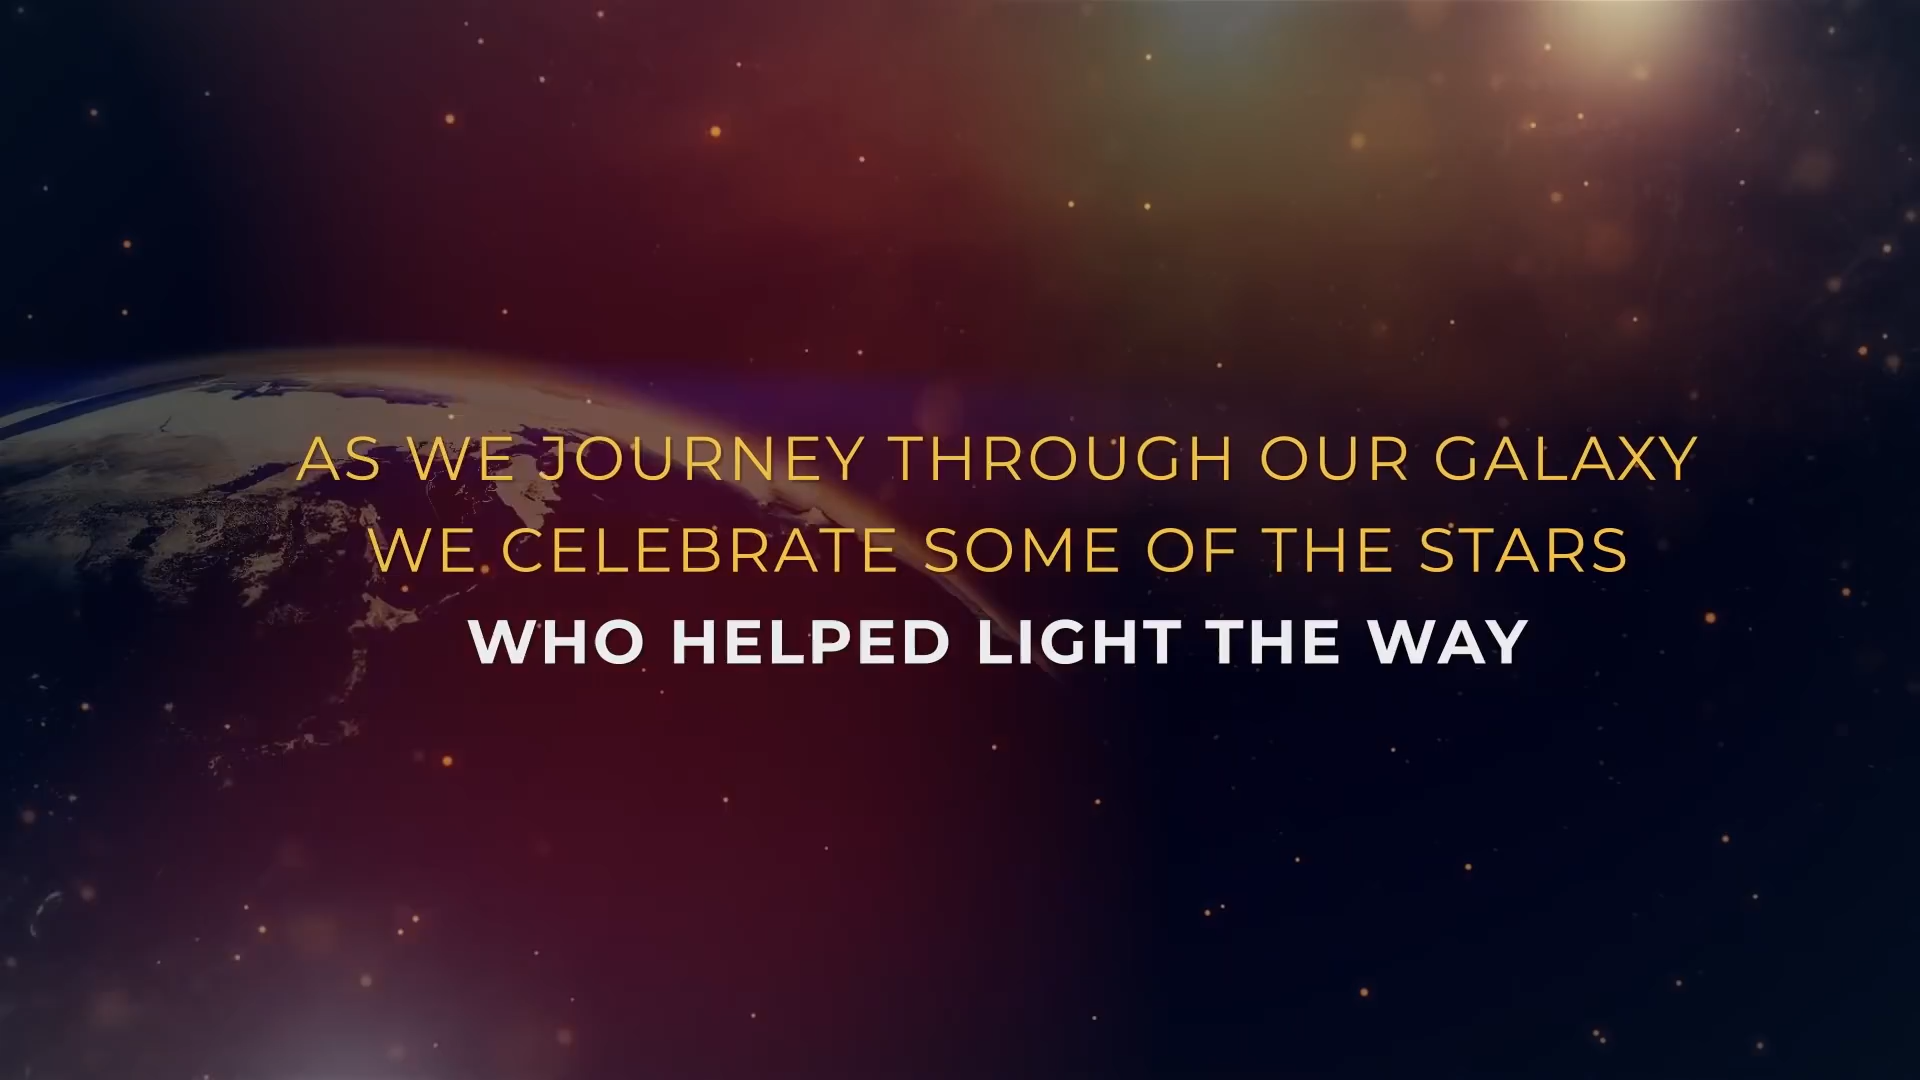 AS WE JOURNEY THROUGH OUR GALAXY
WE CELEBRATE SOME OF THE STARS
WHO HELPED LIGHT THE WAY